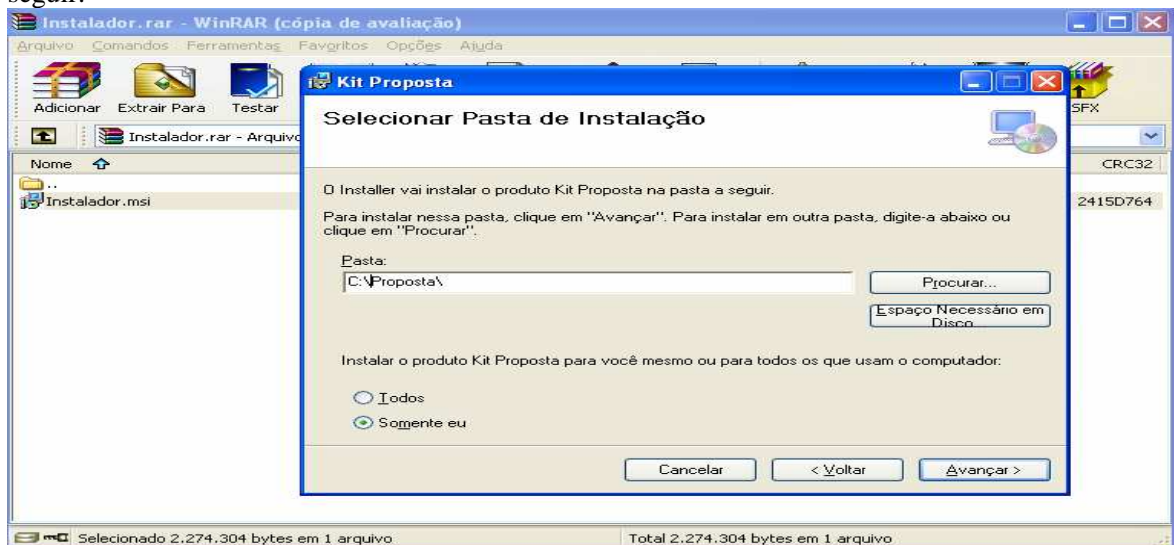 seguir:
Instalador.rar - WinRAR (cópia de avaliação)
Arquivo Comandos Ferramentas Favoritos Opções Ajuda
Adicionar Extrair Para Testar SFX
Instalador.rar - Arquivo
Nome CRC32
..
Instalador.msi 2415D764
Kit Proposta
Selecionar Pasta de Instalação
O Installer vai instalar o produto Kit Proposta na pasta a seguir.
Para instalar nessa pasta, clique em "Avançar". Para instalar em outra pasta, digite-a abaixo ou
clique em "Procurar".
Pasta:
C:\Proposta\
Procurar...
Espaço Necessário em
Disco...
Instalar o produto Kit Proposta para você mesmo ou para todos os que usam o computador:
Todos
Somente eu
Cancelar < Voltar Avançar >
Selecionado 2.274.304 bytes em 1 arquivo Total 2.274.304 bytes em 1 arquivo